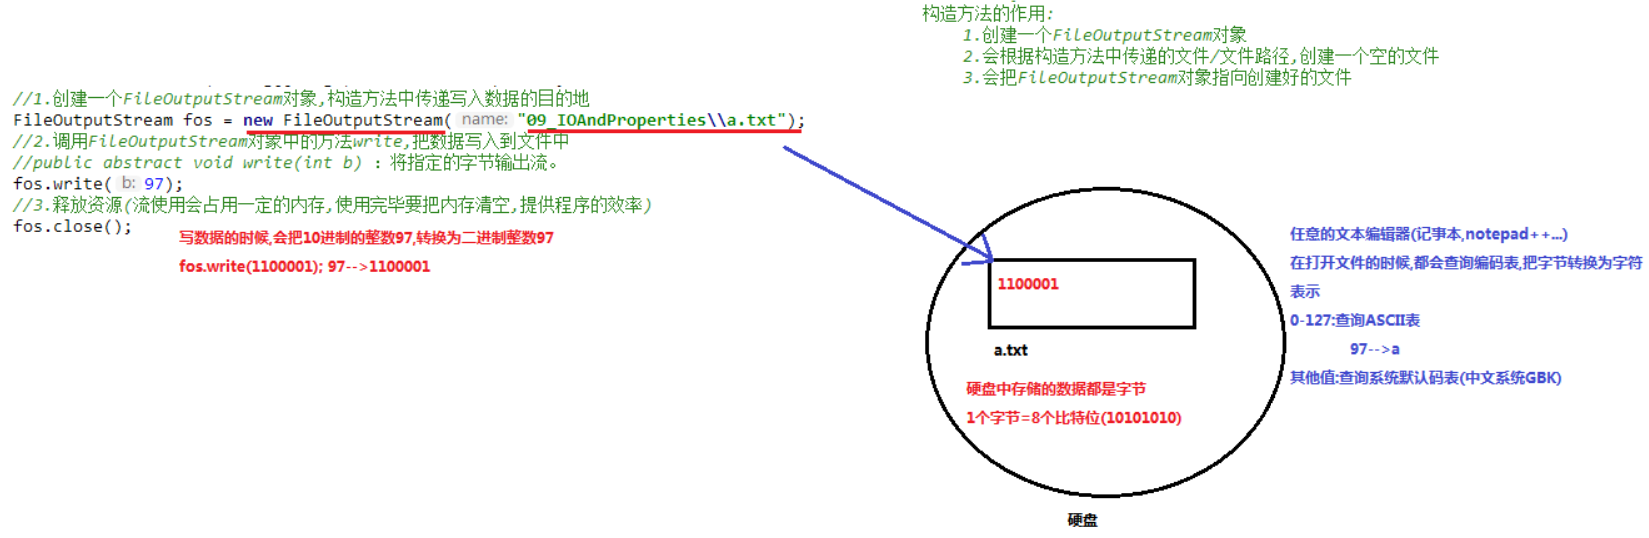 构造方法的作用:
1.创建一个FileOutputStream对象
2.会根据构造方法中传递的文件/文件路径,创建一个空的文件
3.会把FileOutputStream对象指向创建好的文件
//1.创建一个FileOutputStream对象,构造方法中传递写入数据的目的地
FileOutputStream fos = new FileOutputStream( name: "09_IOAndProperties\\a.txt");
//2.调用FileOutputStream对象中的方法write,把数据写入到文件中
//public abstract void write(int b) : 将指定的字节输出流。
fos.write( b: 97);
//3.释放资源(流使用会占用一定的内存,使用完毕要把内存清空,提供程序的效率)
fos.close();
写数据的时候,会把10进制的整数97,转换为二进制整数97
fos.write(1100001); 97-->1100001
1100001
a.txt
硬盘中存储的数据都是字节
1个字节=8个比特位(10101010)
硬盘
任意的文本编辑器(记事本,notepad++...)
在打开文件的时候,都会查询编码表,把字节转换为字符
表示
0-127:查询ASCII表
97-->a
其他值:查询系统默认码表(中文系统GBK)